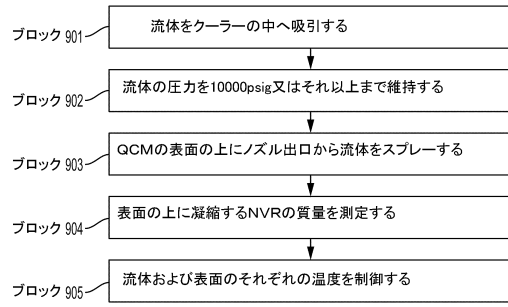 ブロック 901
流体をクーラーの中へ吸引する
ブロック 902
流体の圧力を10000psig又はそれ以上まで維持する
ブロック 903
QCMの表面の上にノズル出口から流体をスプレーする
ブロック 904
表面の上に凝縮するNVRの質量を測定する
ブロック 905
流体および表面のそれぞれの温度を制御する